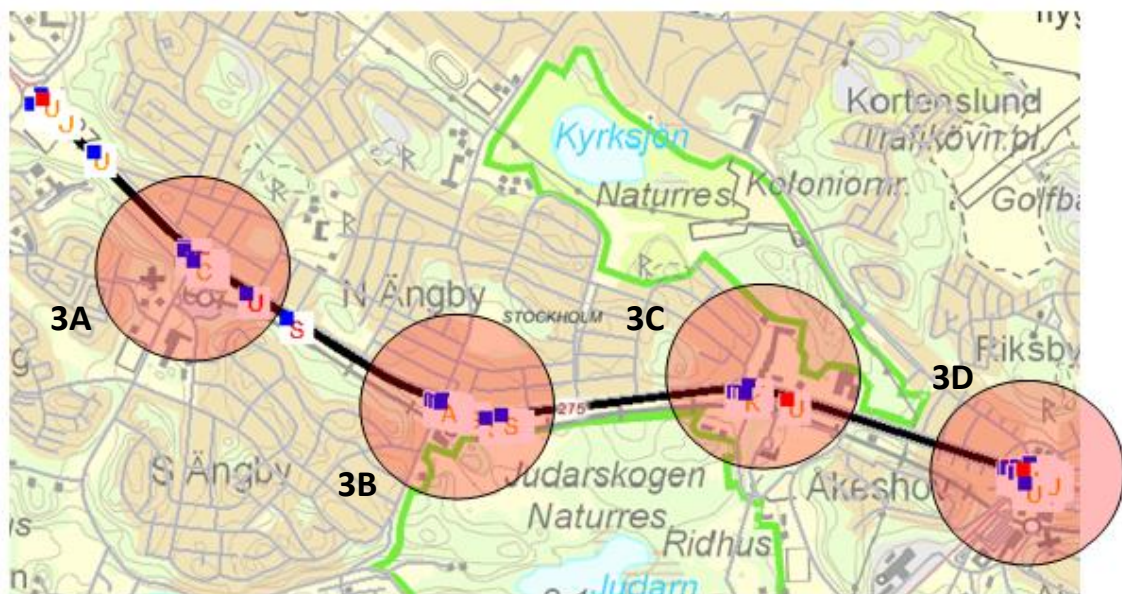 Kortenslund
Trafikövn.pl.
Kyrksjön
Naturres
Koloniomr.
Golfba
U
J
U
C
U
S
3A
N Ängby
STOCKHOLM
3C
Riksby
3D
275
A
S
K
U
S Ängby
3B
Judarskogen
Naturres
Åkeshov
U
J
Ridhus
Judarn